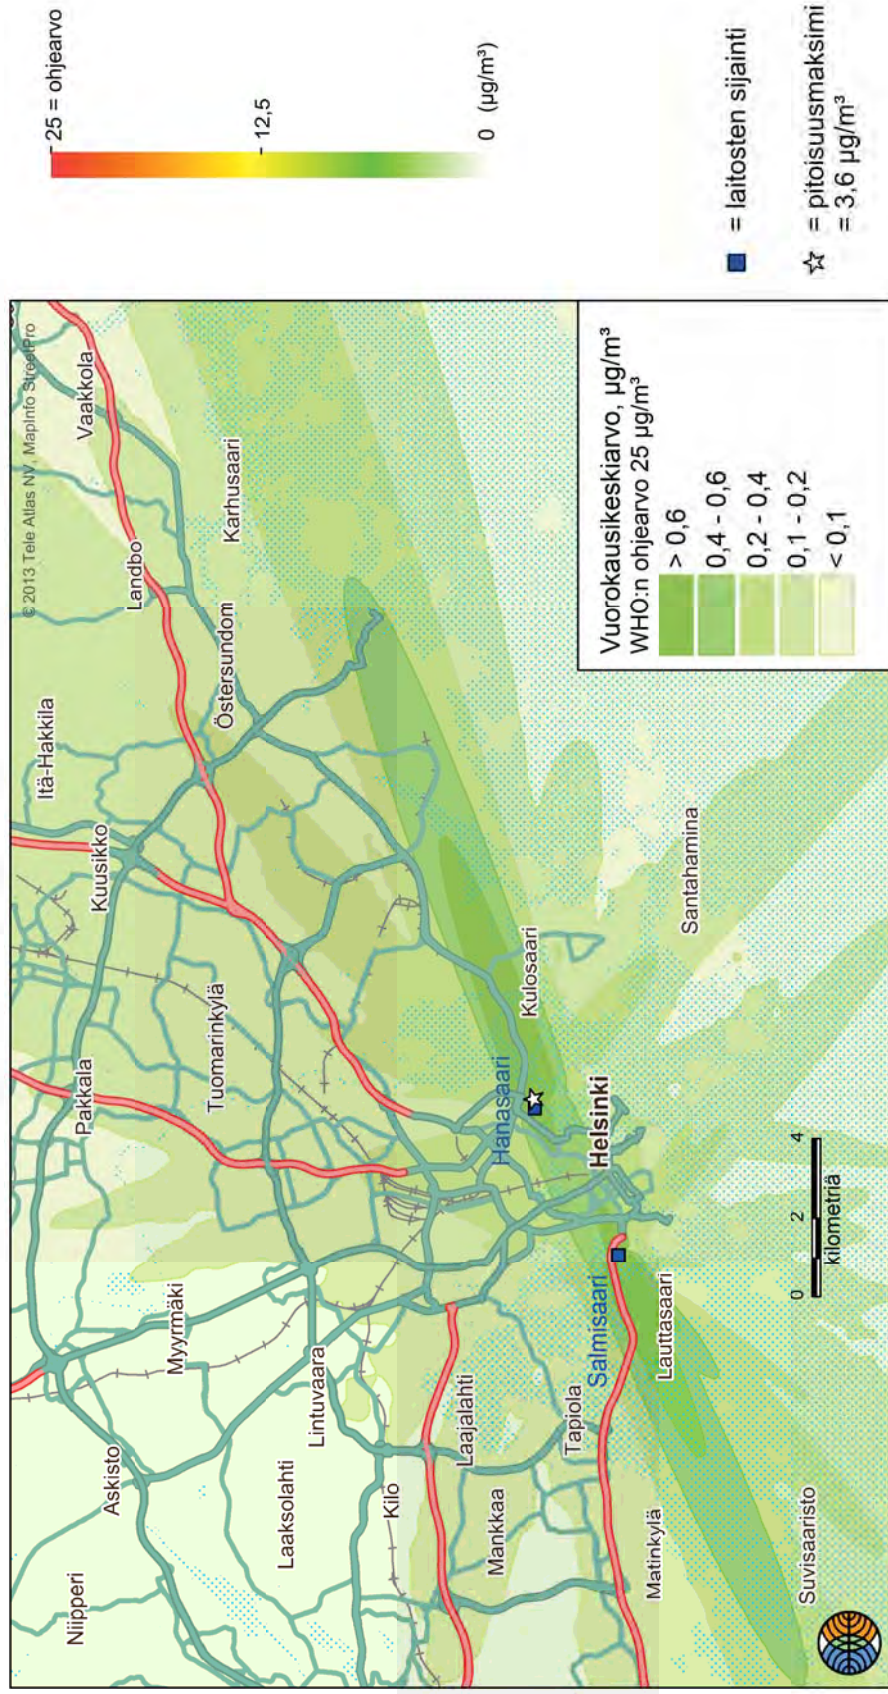 © 2013 Tele Atlas NV, MapInfo StreetPro
Vaakkola
Landbo
Karhusaari
Itä-Hakkila
Östersundom
Kuusikko
Tuomarinkylä
Pakkala
Kulosaari
Santahamina
Hanasaari
Helsinki
Myyrmäki
Lintuvaara
Askisto
Laaksolahti
Kilo
Laajalahti
Tapiola
Salmisaari
Lauttasaari
Niipperi
Mankkaa
Matinkylä
Suvisaaristo
0 2 4
kilometriä
Vuorokausikeskiarvo, µg/m³
WHO:n ohjearvo 25 µg/m³
> 0,6
0,4 - 0,6
0,2 - 0,4
0,1 - 0,2
< 0,1
25 = ohjearvo
12,5
0 (µg/m³)
= laitosten sijainti
= pitoisuusmaksimi
= 3,6 µg/m³